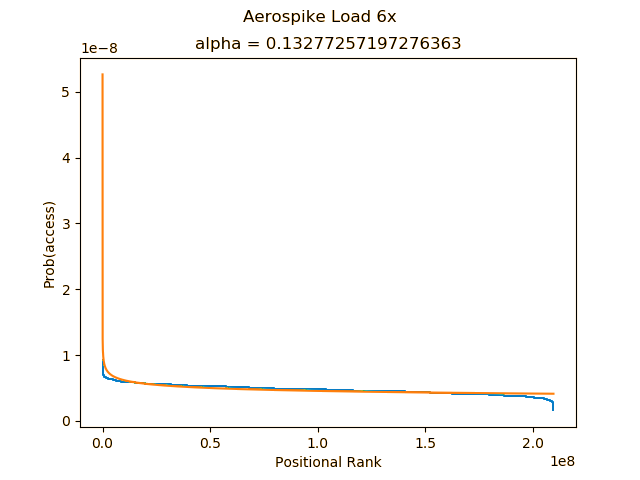 Aerospike Load 6x
alpha = 0.13277257197276363
1e−8
5
4
3
2
1
0
Prob(access)
0.0 0.5 1.0 1.5 2.0
1e8
Positional Rank